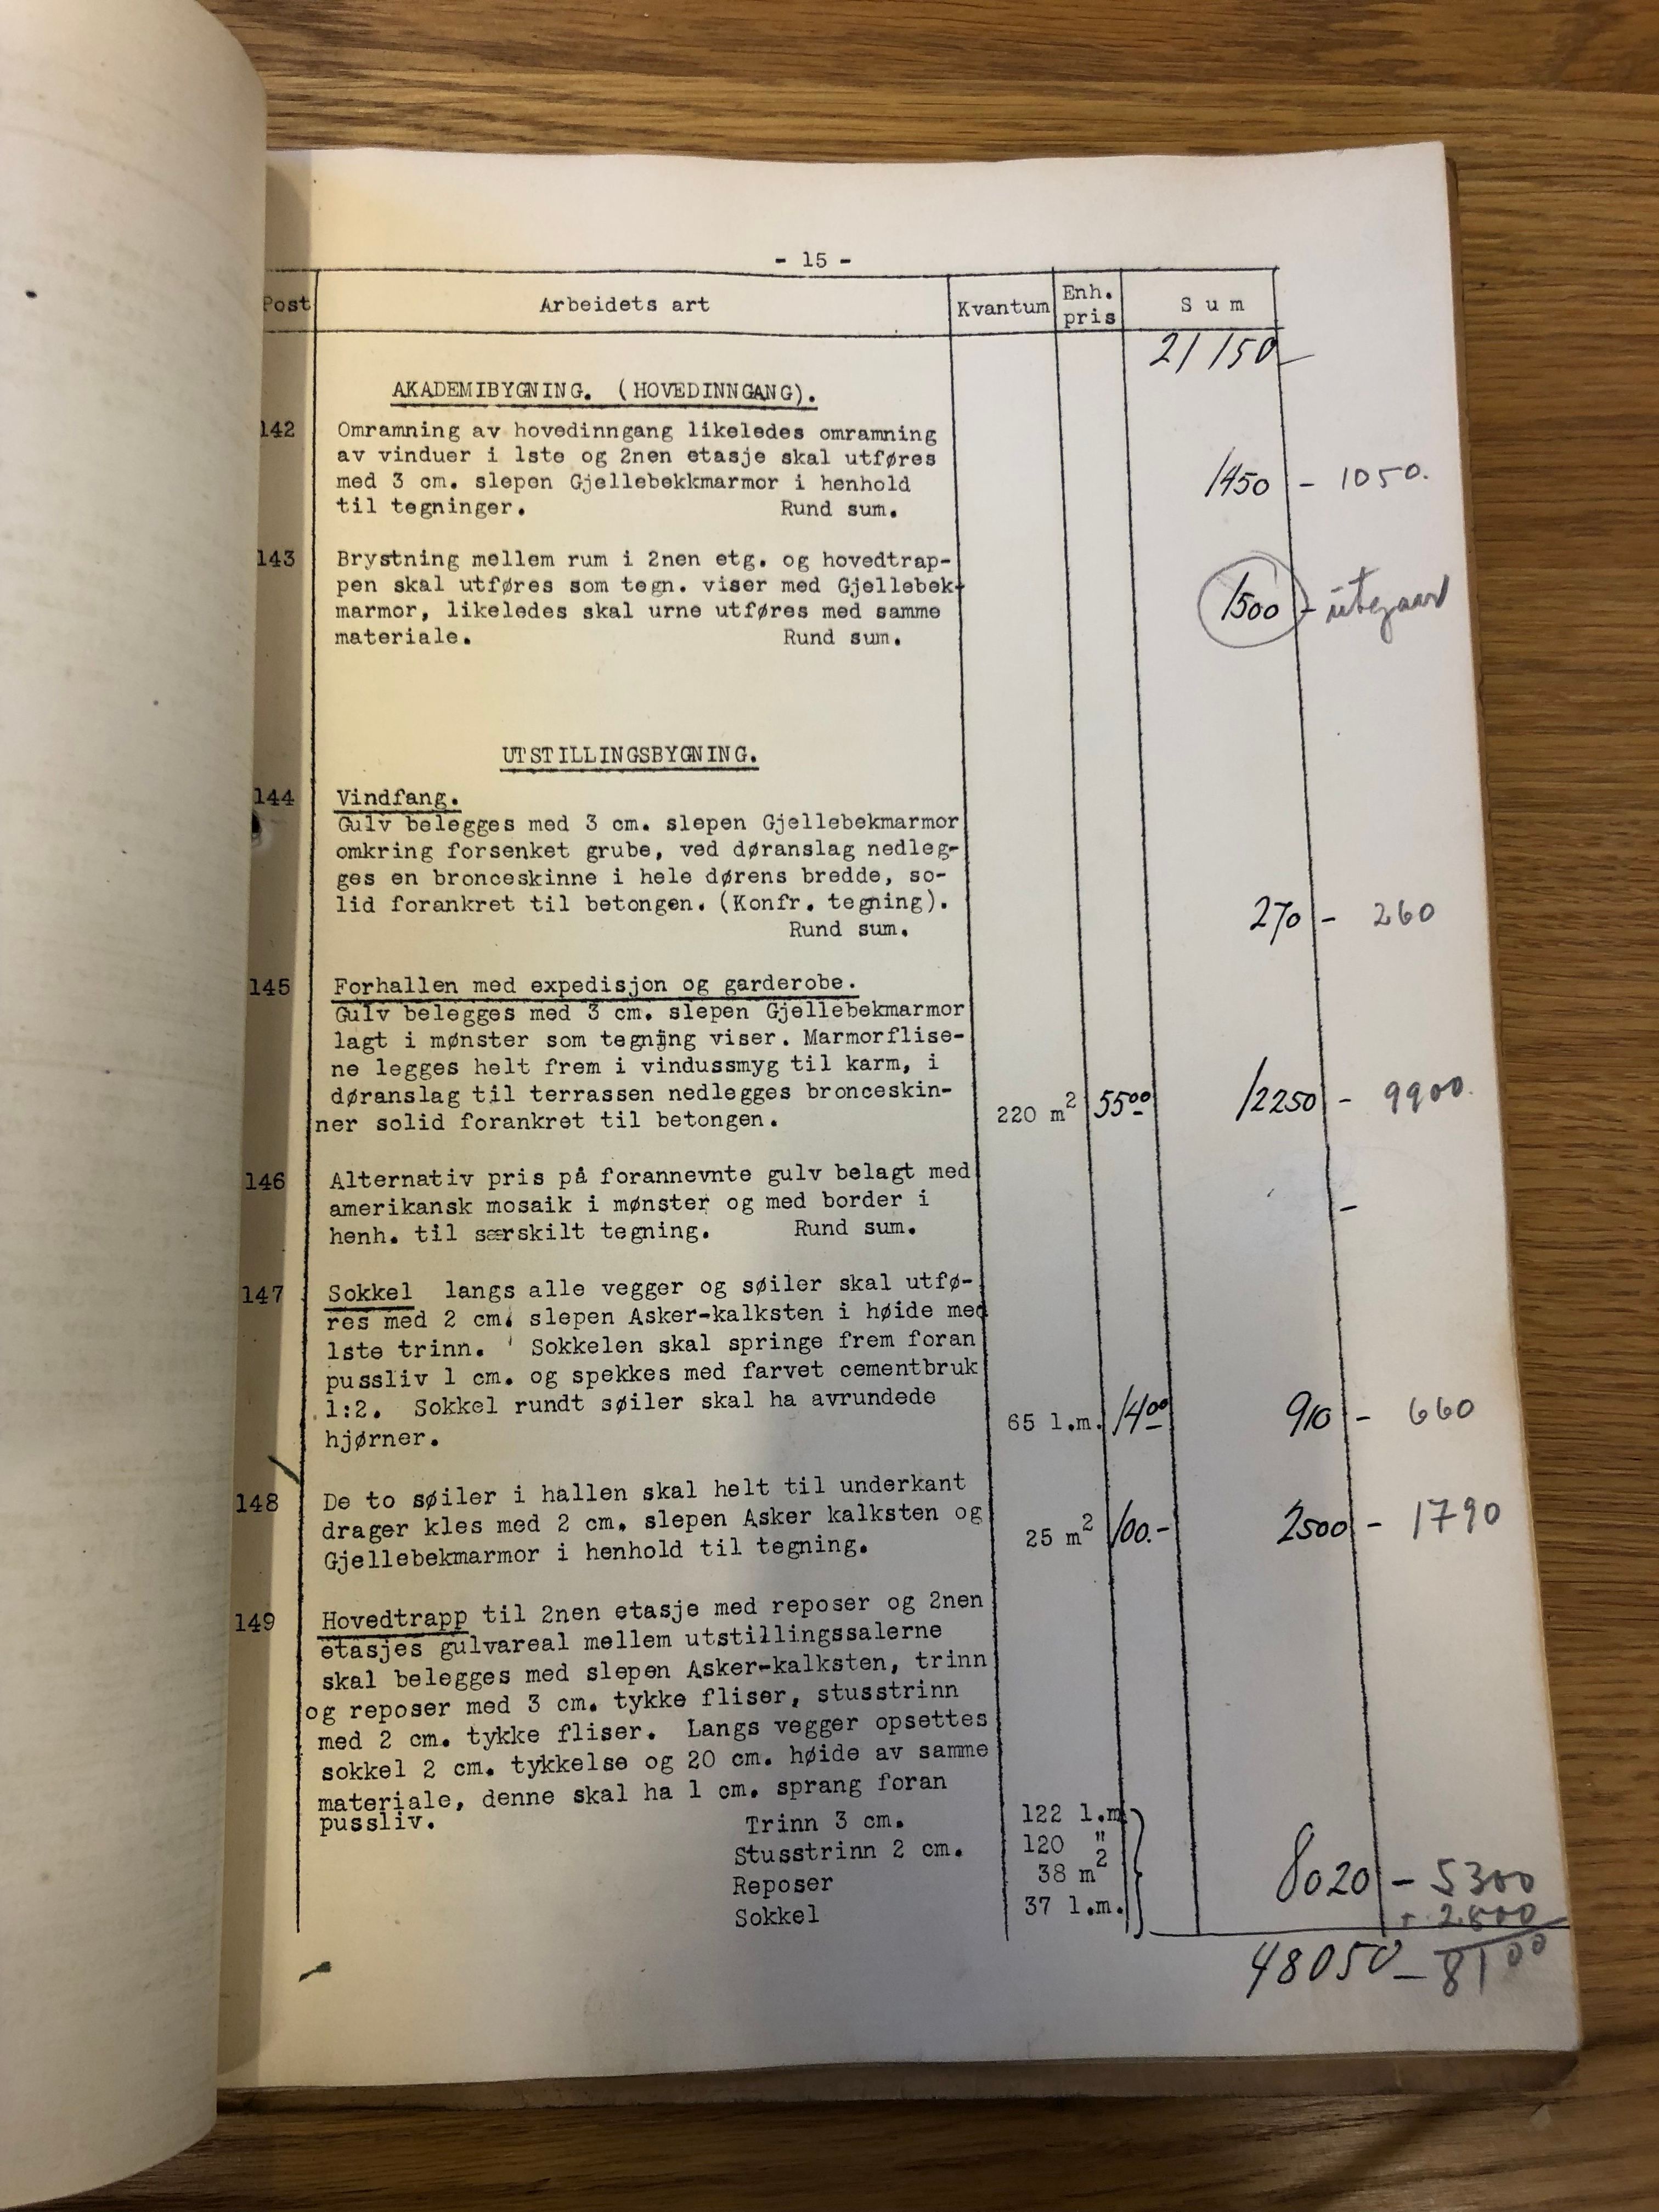 - 15 -
Post Arbeidets art Kvantum Enh. pris Sum
21150-
AKADEMIBYGNING. (HOVEDINNGANG).
142 Omramning av hovedinngang likeledes omramning
av vinduer i 1ste og 2nen etasje skal utføres
med 3 cm. slepen Gjellebekkmarmor i henhold 1450 - 1050.
til tegninger. Rund sum.
143 Brystning mellem rum i 2nen etg. og hovedtrap-
pen skal utføres som tegn. viser med Gjellebek-
marmor, likeledes skal urne utføres med samme 1500 - utgaar
materiale. Rund sum.
UTSTILLINGSBYGNING.
144 Vindfang.
Gulv belegges med 3 cm. slepen Gjellebekmarmor
omkring forsenket grube, ved døranslag nedleg-
ges en bronceskinne i hele dørens bredde, so-
lid forankret til betongen. (Konfr. tegning). 270 - 260
Rund sum.
145 Forhallen med expedisjon og garderobe.
Gulv belegges med 3 cm. slepen Gjellebekmarmor
lagt i mønster som tegning viser. Marmorflise-
ne legges helt frem i vindussmyg til karm, i
døranslag til terrassen nedlegges bronceskin-
ner solid forankret til betongen. 220 m² 55⁰⁰ 12250 - 9900.
146 Alternativ pris på forannevnte gulv belagt med
amerikansk mosaik i mønster og med border i -
henh. til særskilt tegning. Rund sum.
147 Sokkel langs alle vegger og søiler skal utfø-
res med 2 cm. slepen Asker-kalksten i høide med
1ste trinn. Sokkelen skal springe frem foran
pussliv 1 cm. og spekkes med farvet cementbruk
1:2. Sokkel rundt søiler skal ha avrundede
hjørner. 65 l.m. 14⁰⁰ 910 - 660
148 De to søiler i hallen skal helt til underkant
drager kles med 2 cm. slepen Asker kalksten og
Gjellebekmarmor i henhold til tegning. 25 m² 100.- 2500 - 1790
149 Hovedtrapp til 2nen etasje med reposer og 2nen
etasjes gulvareal mellem utstillingssalerne
skal belegges med slepen Asker-kalksten, trinn
og reposer med 3 cm. tykke fliser, stusstrinn
med 2 cm. tykke fliser. Langs vegger opsettes
sokkel 2 cm. tykkelse og 20 cm. høide av samme
materiale, denne skal ha 1 cm. sprang foran
pussliv. Trinn 3 cm. 122 l.m.
Stusstrinn 2 cm. 120 "
Reposer 38 m² 8020 - 5300
Sokkel 37 l.m. + 2800
48050 - 8100